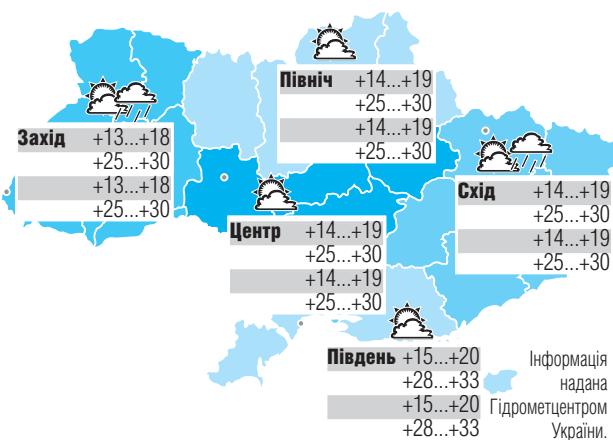 Північ +14...+19
+25...+30
+14...+19
+25...+30
Захід +13...+18
+25...+30
+13...+18
+25...+30
Схід +14...+19
+25...+30
+14...+19
+25...+30
Центр +14...+19
+25...+30
+14...+19
+25...+30
Південь +15...+20
+28...+33
+15...+20
+28...+33
Інформація
надана
Гідрометцентром
України.